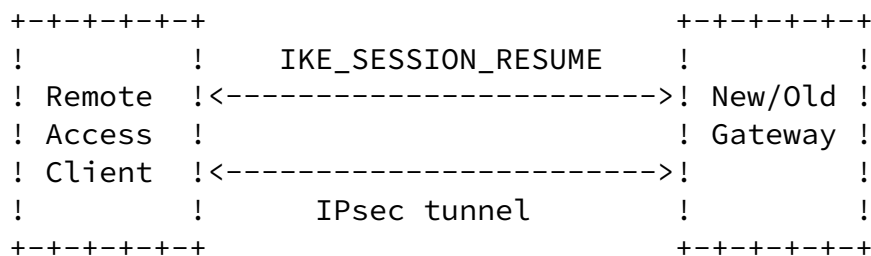 +-+-+-+-+-+                          +-+-+-+-+-+
!         !    IKE_SESSION_RESUME    !         !
! Remote  !<------------------------>! New/Old !
! Access  !                          ! Gateway !
! Client  !<------------------------>!         !
!         !      IPsec tunnel        !         !
+-+-+-+-+-+                          +-+-+-+-+-+